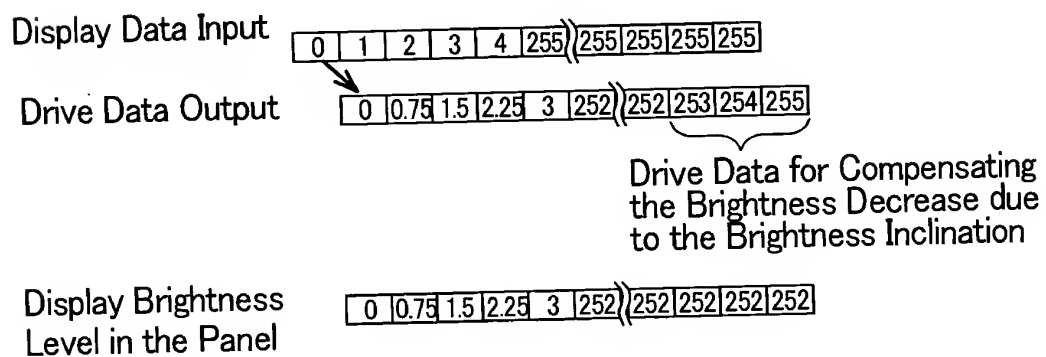 Display Data Input 0 1 2 3 4 255 255 255 255 255
Drive Data Output 0 0.75 1.5 2.25 3 252 252 253 254 255
Drive Data for Compensating
the Brightness Decrease due
to the Brightness Inclination
Display Brightness
Level in the Panel 0 0.75 1.5 2.25 3 252 252 252 252 252